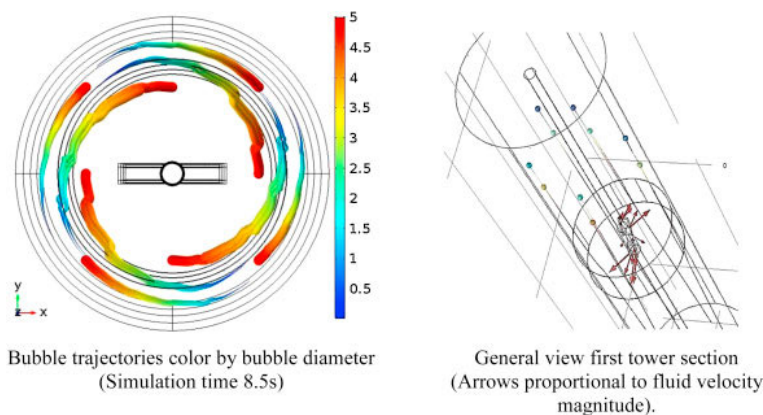 5
4.5
4
3.5
3
2.5
2
1.5
1
0.5
y
z
x
0
Bubble trajectories color by bubble diameter
(Simulation time 8.5s)
General view first tower section
(Arrows proportional to fluid velocity
magnitude).